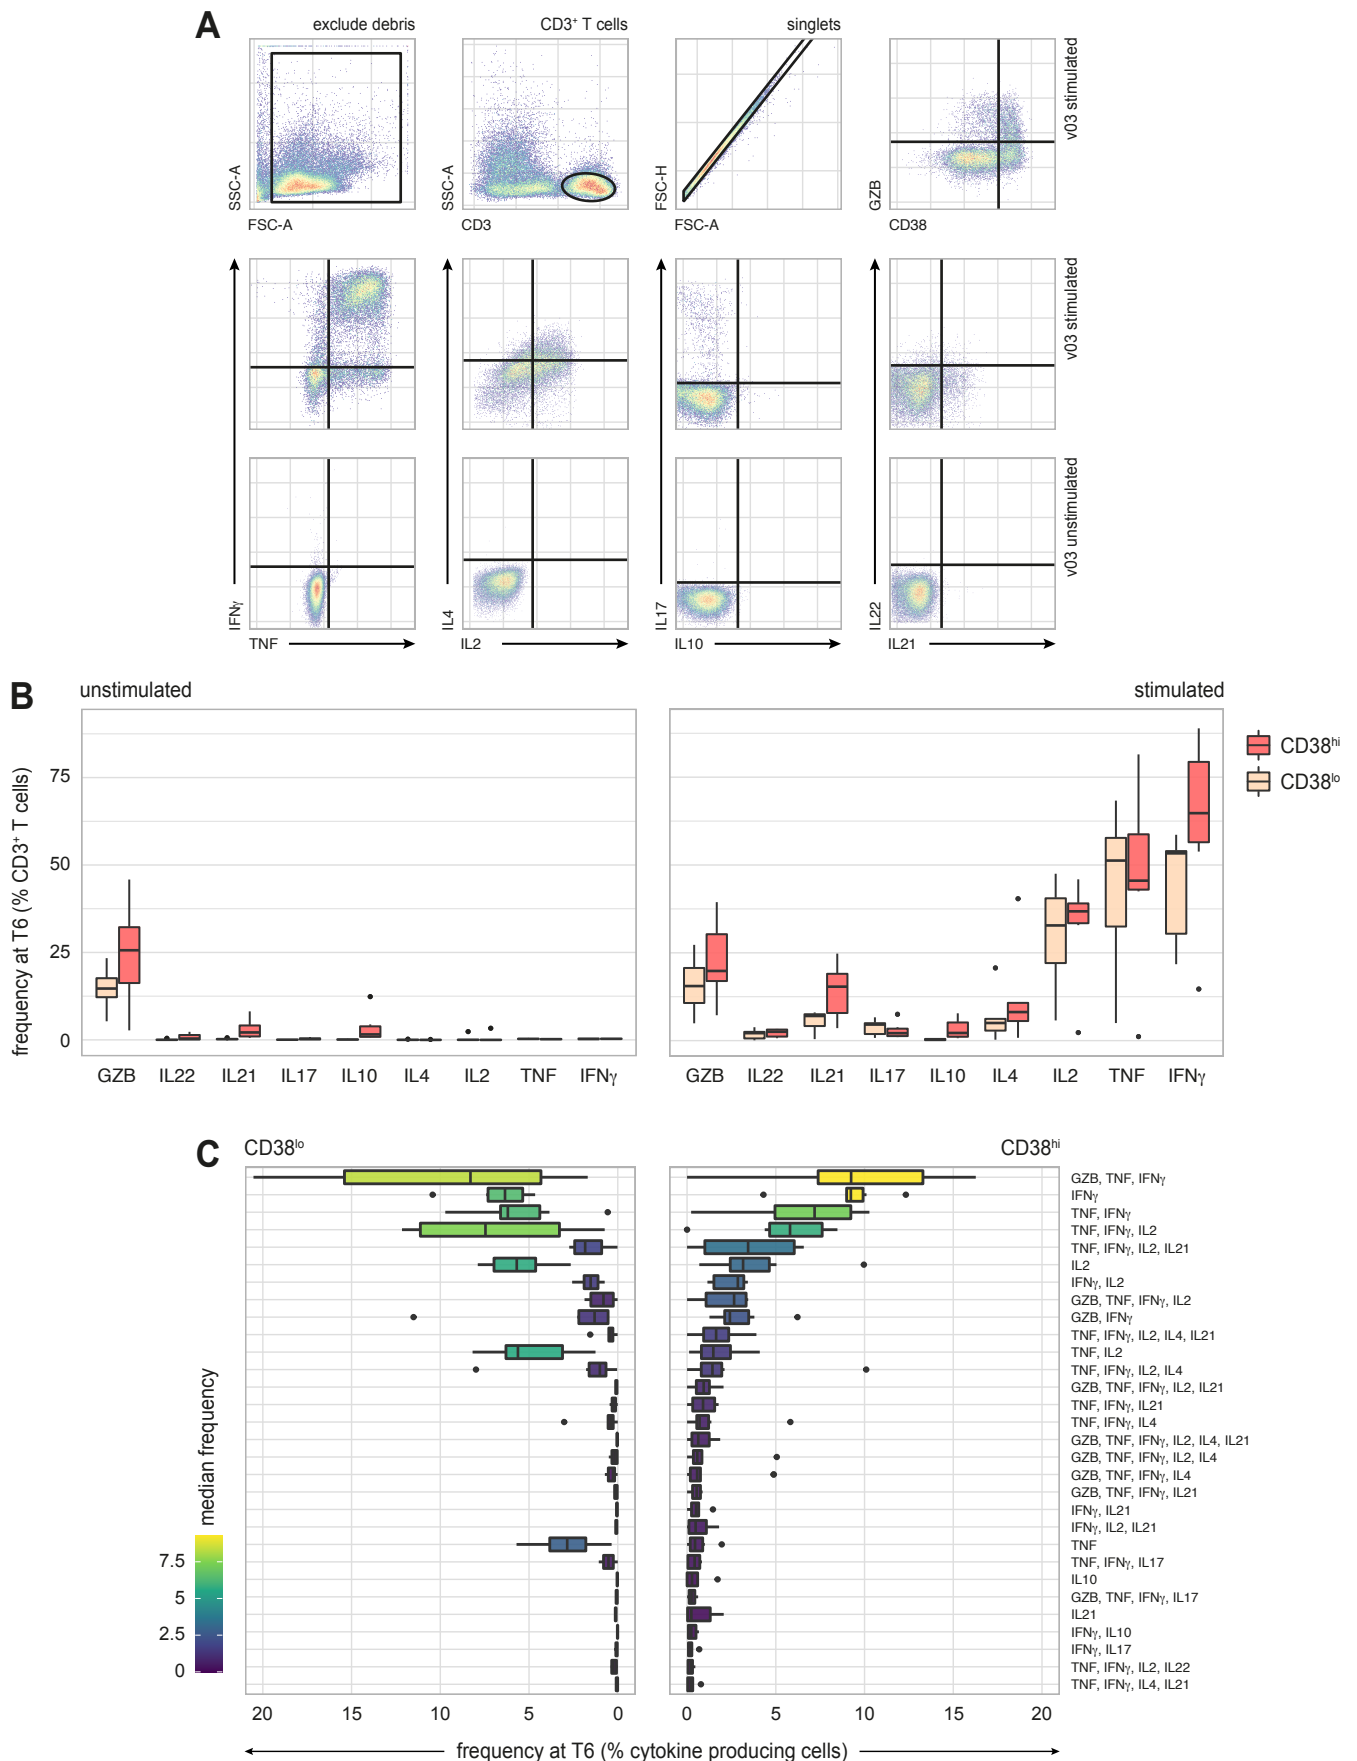 A
exclude debris
CD3⁺ T cells
singlets
v03 stimulated
SSC-A
SSC-A
FSC-H
GZB
FSC-A
CD3
FSC-A
CD38
v03 stimulated
v03 unstimulated
IFNγ
IL4
IL17
IL22
TNF
IL2
IL10
IL21
B
unstimulated
stimulated
CD38hi
CD38lo
frequency at T6 (% CD3⁺ T cells)
75
50
25
0
GZB IL22 IL21 IL17 IL10 IL4 IL2 TNF IFNγ
GZB IL22 IL21 IL17 IL10 IL4 IL2 TNF IFNγ
C
CD38lo
CD38hi
GZB, TNF, IFNγ
IFNγ
TNF, IFNγ
TNF, IFNγ, IL2
TNF, IFNγ, IL2, IL21
IL2
IFNγ, IL2
GZB, TNF, IFNγ, IL2
GZB, IFNγ
TNF, IFNγ, IL2, IL4, IL21
TNF, IL2
TNF, IFNγ, IL2, IL4
GZB, TNF, IFNγ, IL2, IL21
TNF, IFNγ, IL21
TNF, IFNγ, IL4
GZB, TNF, IFNγ, IL2, IL4, IL21
GZB, TNF, IFNγ, IL2, IL4
GZB, TNF, IFNγ, IL4
GZB, TNF, IFNγ, IL21
IFNγ, IL21
IFNγ, IL2, IL21
TNF
TNF, IFNγ, IL17
IL10
GZB, TNF, IFNγ, IL17
IL21
IFNγ, IL10
IFNγ, IL17
TNF, IFNγ, IL2, IL22
TNF, IFNγ, IL4, IL21
median frequency
7.5
5
2.5
0
20 15 10 5 0
0 5 10 15 20
frequency at T6 (% cytokine producing cells)